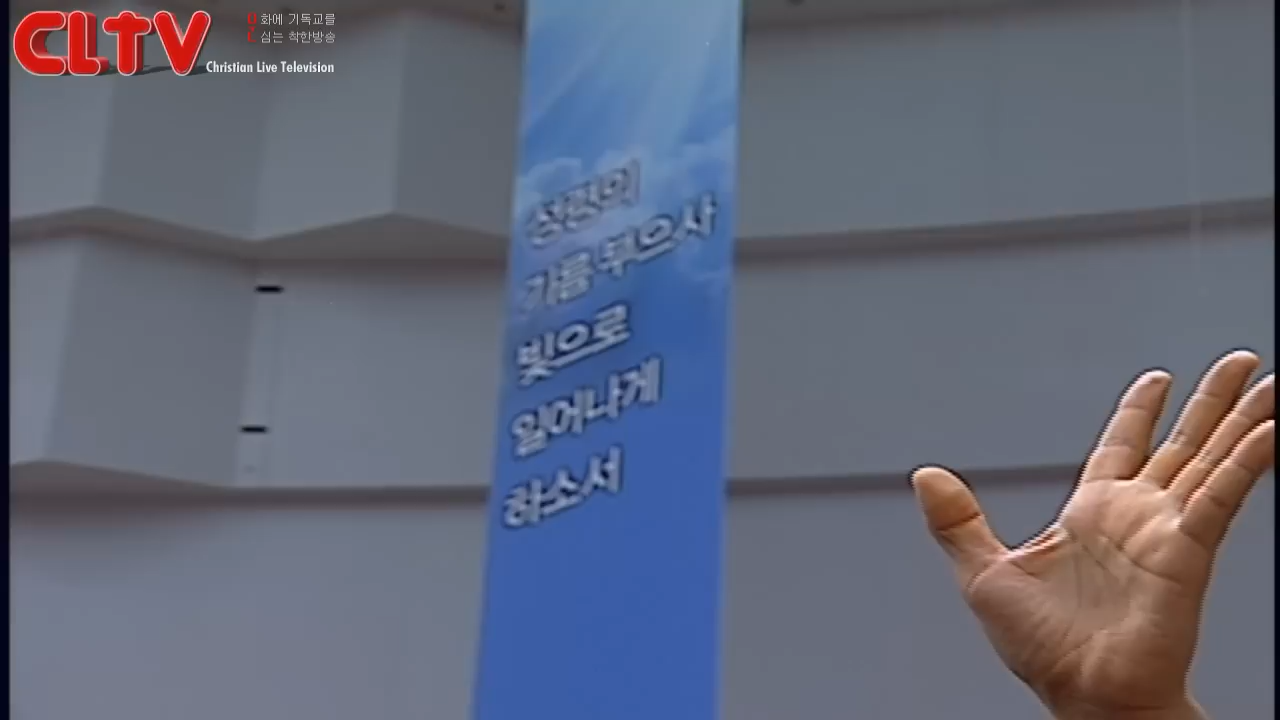 CLTV
문화에 기독교를
심는 착한방송
Christian Live Television
성령의
기름 부으사
빛으로
일어나게
하소서